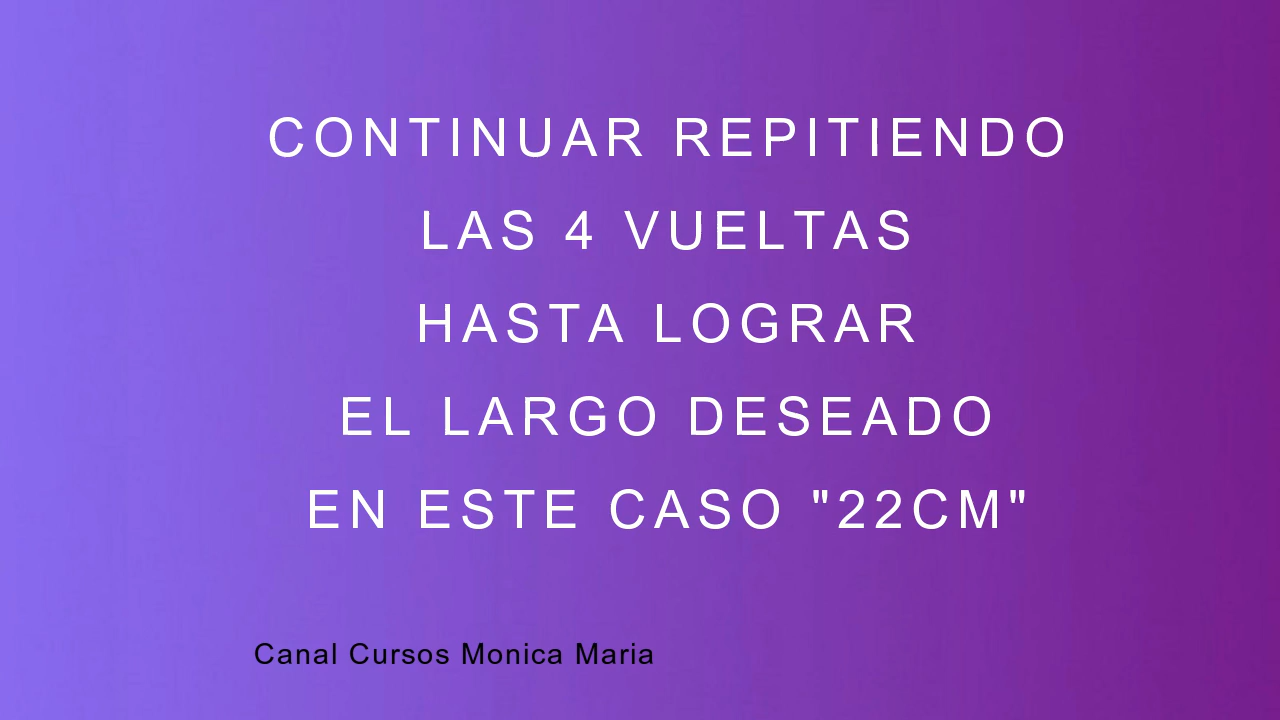 CONTINUAR REPITIENDO
LAS 4 VUELTAS
HASTA LOGRAR
EL LARGO DESEADO
EN ESTE CASO "22CM"
Canal Cursos Monica Maria